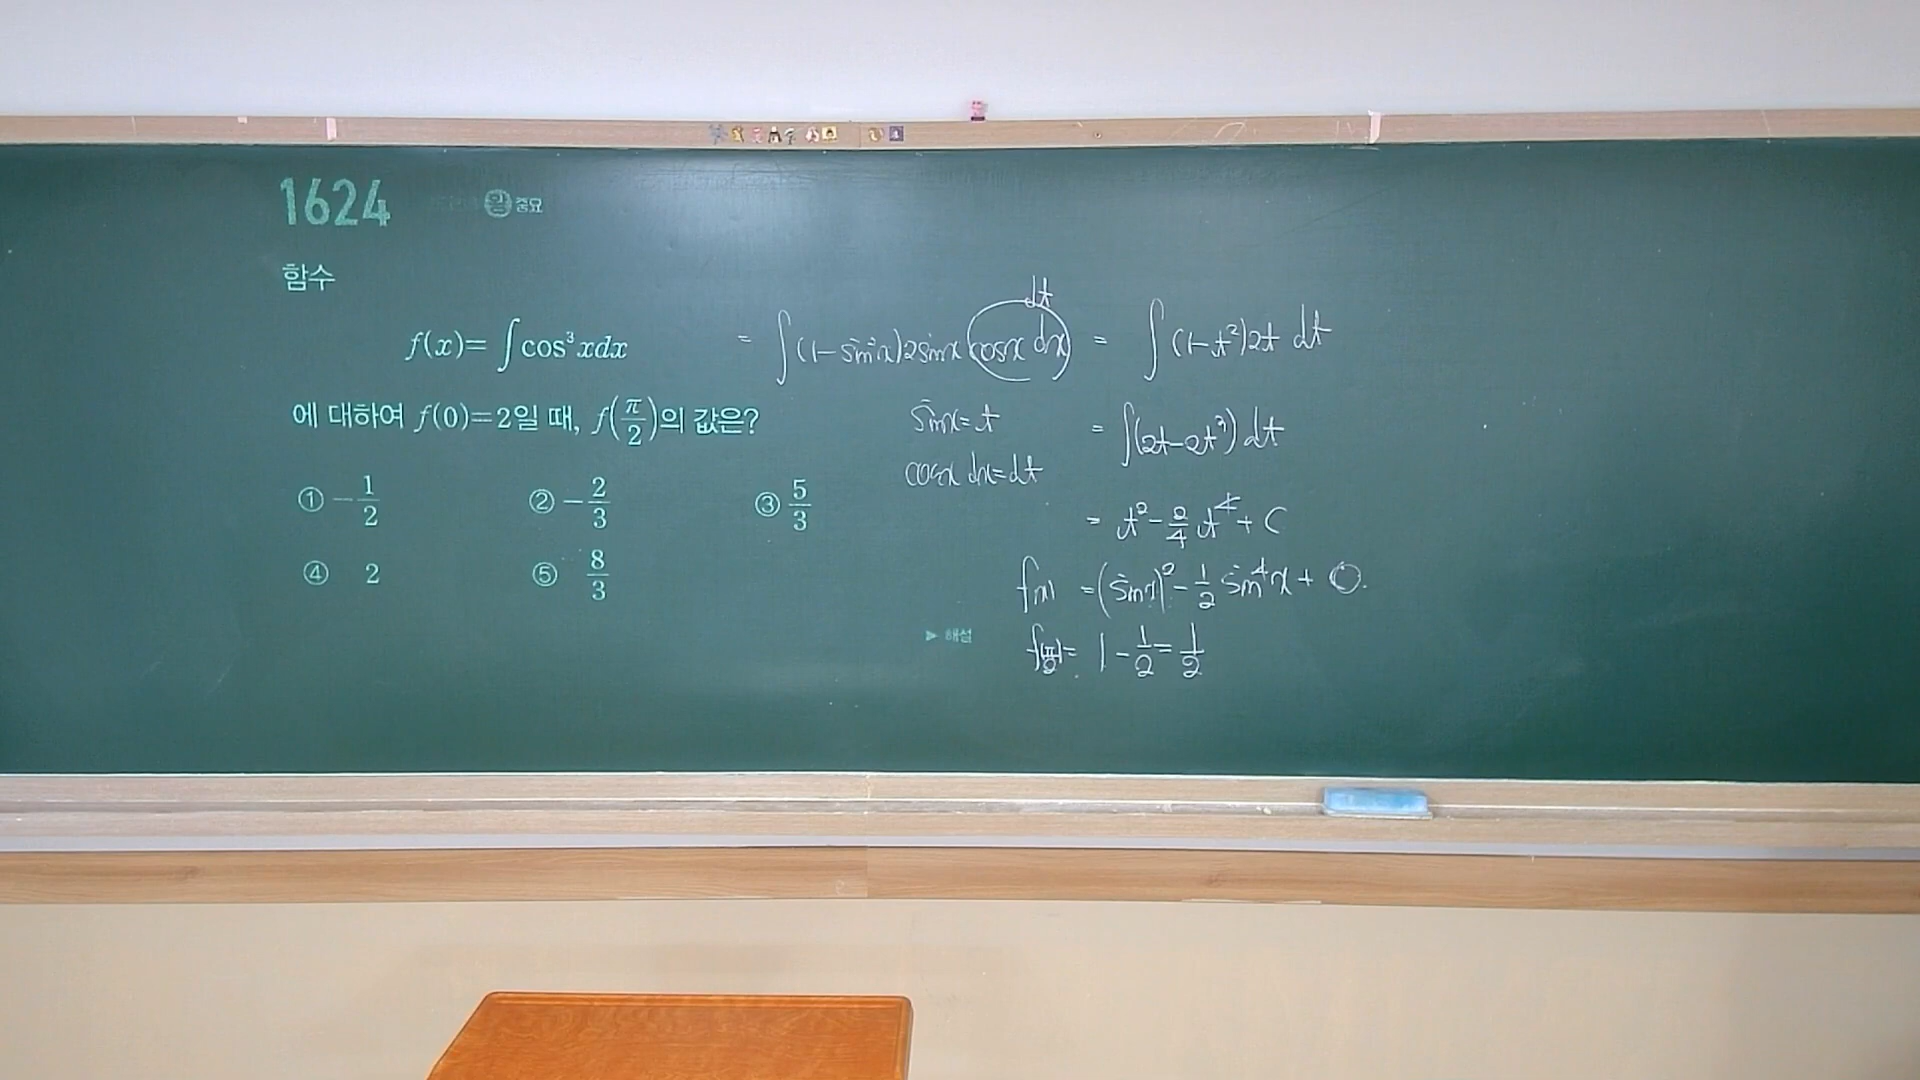 1624 중요
함수
f(x)=∫cos³xdx = ∫(1-sin²x)2sinx cosx dx = ∫(1-t²)2t dt
dt
에 대하여 f(0)=2일 때, f(π/2)의 값은?
① -1/2 ② -2/3 ③ 5/3
④ 2 ⑤ 8/3
sinx=t
cosx dx=dt
= ∫(2t-2t³)dt
= t²-2/4 t⁴+C
f(x) =(sinx)²-1/2 sin⁴x+0.
▶ 해설
f(π/2)= 1-1/2=1/2